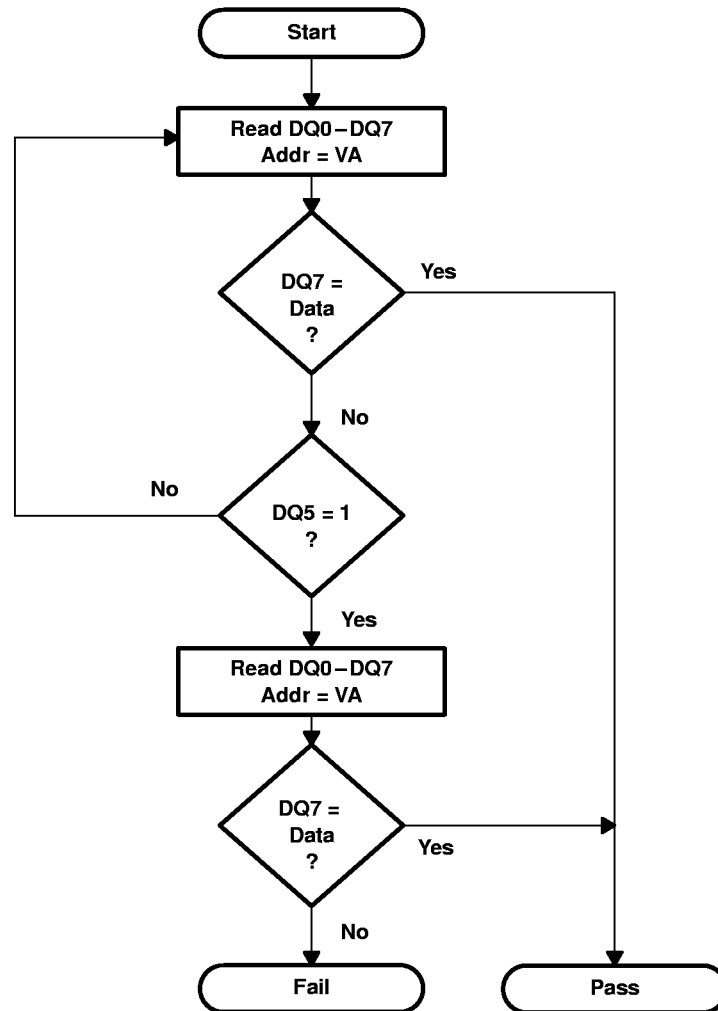 Start
Read DQ0–DQ7
Addr = VA
DQ7 =
Data
?
Yes
No
DQ5 = 1
?
No
Yes
Read DQ0–DQ7
Addr = VA
DQ7 =
Data
?
Yes
No
Fail
Pass